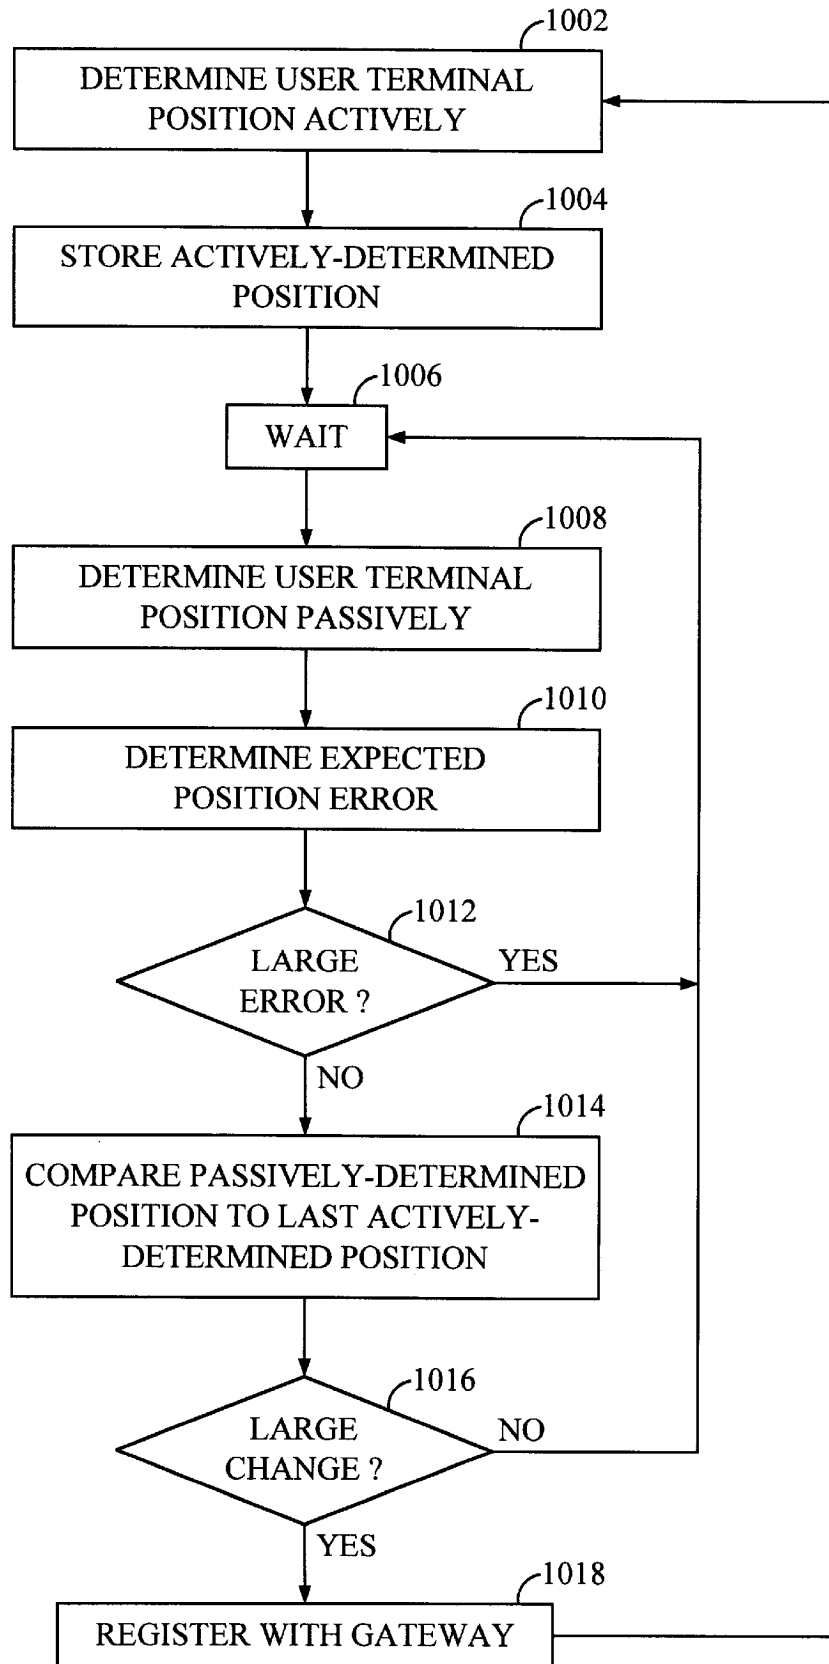 1002
DETERMINE USER TERMINAL
POSITION ACTIVELY
1004
STORE ACTIVELY-DETERMINED
POSITION
1006
WAIT
1008
DETERMINE USER TERMINAL
POSITION PASSIVELY
1010
DETERMINE EXPECTED
POSITION ERROR
1012
LARGE
ERROR ?
YES
NO
1014
COMPARE PASSIVELY-DETERMINED
POSITION TO LAST ACTIVELY-
DETERMINED POSITION
1016
LARGE
CHANGE ?
NO
YES
1018
REGISTER WITH GATEWAY